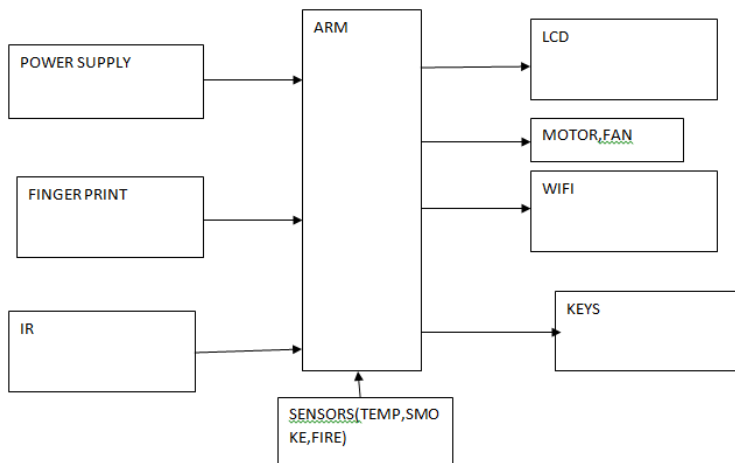 ARM
LCD
POWER SUPPLY
MOTOR,FAN
FINGER PRINT
WIFI
IR
KEYS
SENSORS(TEMP,SMO
KE,FIRE)